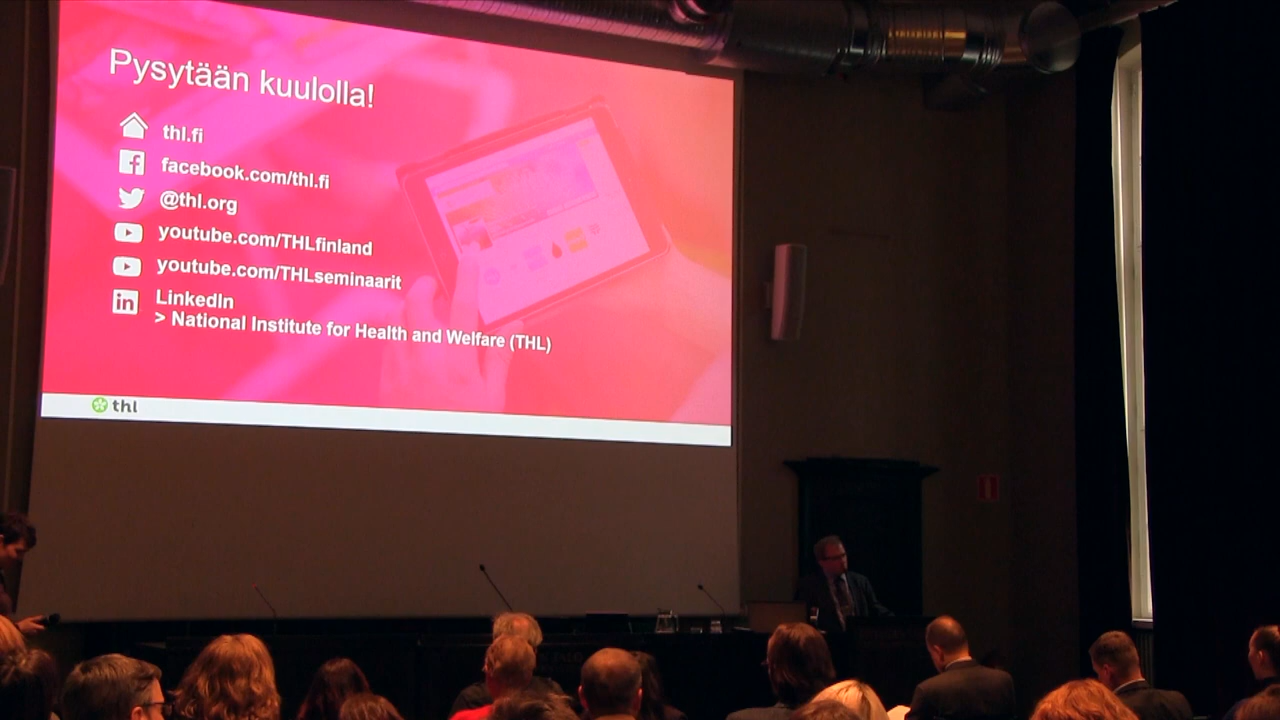 Pysytään kuulolla!
thl.fi
facebook.com/thl.fi
@thl.org
youtube.com/THLfinland
youtube.com/THLseminaarit
LinkedIn
> National Institute for Health and Welfare (THL)
thl